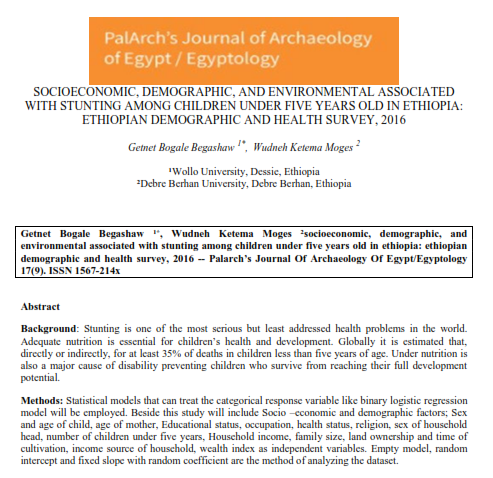 PalArch's Journal of Archaeology
of Egypt / Egyptology
SOCIOECONOMIC, DEMOGRAPHIC, AND ENVIRONMENTAL ASSOCIATED
WITH STUNTING AMONG CHILDREN UNDER FIVE YEARS OLD IN ETHIOPIA:
ETHIOPIAN DEMOGRAPHIC AND HEALTH SURVEY, 2016
Getnet Bogale Begashaw 1*, Wudneh Ketema Moges 2
¹Wollo University, Dessie, Ethiopia
²Debre Berhan University, Debre Berhan, Ethiopia
Getnet Bogale Begashaw 1*, Wudneh Ketema Moges 2socioeconomic, demographic, and
environmental associated with stunting among children under five years old in ethiopia: ethiopian
demographic and health survey, 2016 -- Palarch's Journal Of Archaeology Of Egypt/Egyptology
17(9). ISSN 1567-214x
Abstract
Background: Stunting is one of the most serious but least addressed health problems in the world.
Adequate nutrition is essential for children's health and development. Globally it is estimated that,
directly or indirectly, for at least 35% of deaths in children less than five years of age. Under nutrition is
also a major cause of disability preventing children who survive from reaching their full development
potential.
Methods: Statistical models that can treat the categorical response variable like binary logistic regression
model will be employed. Beside this study will include Socio –economic and demographic factors; Sex
and age of child, age of mother, Educational status, occupation, health status, religion, sex of household
head, number of children under five years, Household income, family size, land ownership and time of
cultivation, income source of household, wealth index as independent variables. Empty model, random
intercept and fixed slope with random coefficient are the method of analyzing the dataset.